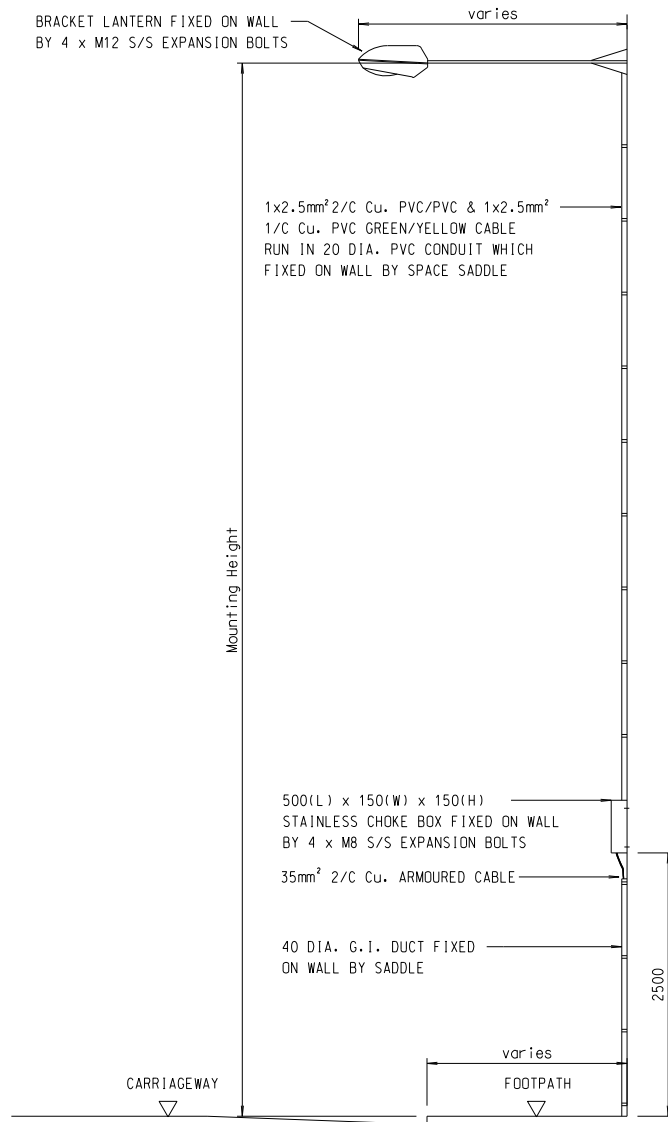 varies
BRACKET LANTERN FIXED ON WALL
BY 4 x M12 S/S EXPANSION BOLTS
1x2.5mm² 2/C Cu. PVC/PVC & 1x2.5mm²
1/C Cu. PVC GREEN/YELLOW CABLE
RUN IN 20 DIA. PVC CONDUIT WHICH
FIXED ON WALL BY SPACE SADDLE
Mounting Height
500(L) x 150(W) x 150(H)
STAINLESS CHOKE BOX FIXED ON WALL
BY 4 x M8 S/S EXPANSION BOLTS
35mm² 2/C Cu. ARMOURED CABLE
40 DIA. G.I. DUCT FIXED
ON WALL BY SADDLE
2500
varies
CARRIAGEWAY
FOOTPATH